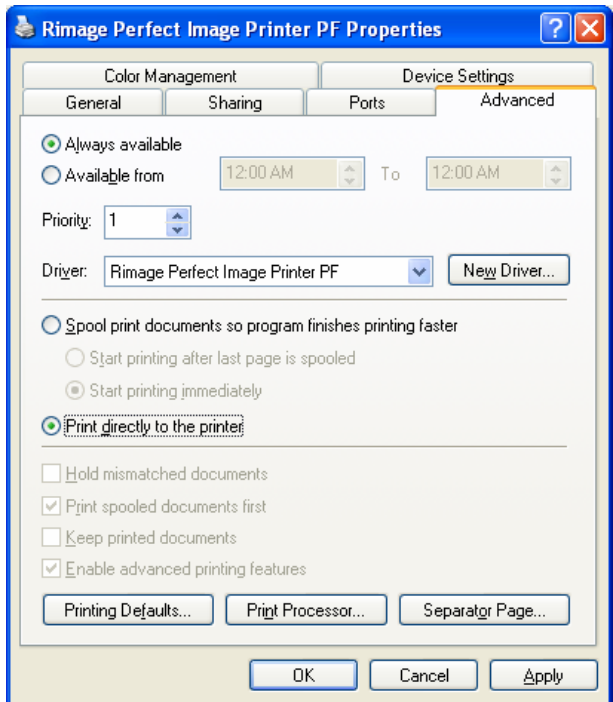 Rimage Perfect Image Printer PF Properties
Color Management Device Settings
General Sharing Ports Advanced
Always available
Available from 12:00 AM To 12:00 AM
Priority: 1
Driver: Rimage Perfect Image Printer PF New Driver...
Spool print documents so program finishes printing faster
Start printing after last page is spooled
Start printing immediately
Print directly to the printer
Hold mismatched documents
Print spooled documents first
Keep printed documents
Enable advanced printing features
Printing Defaults... Print Processor... Separator Page...
OK Cancel Apply